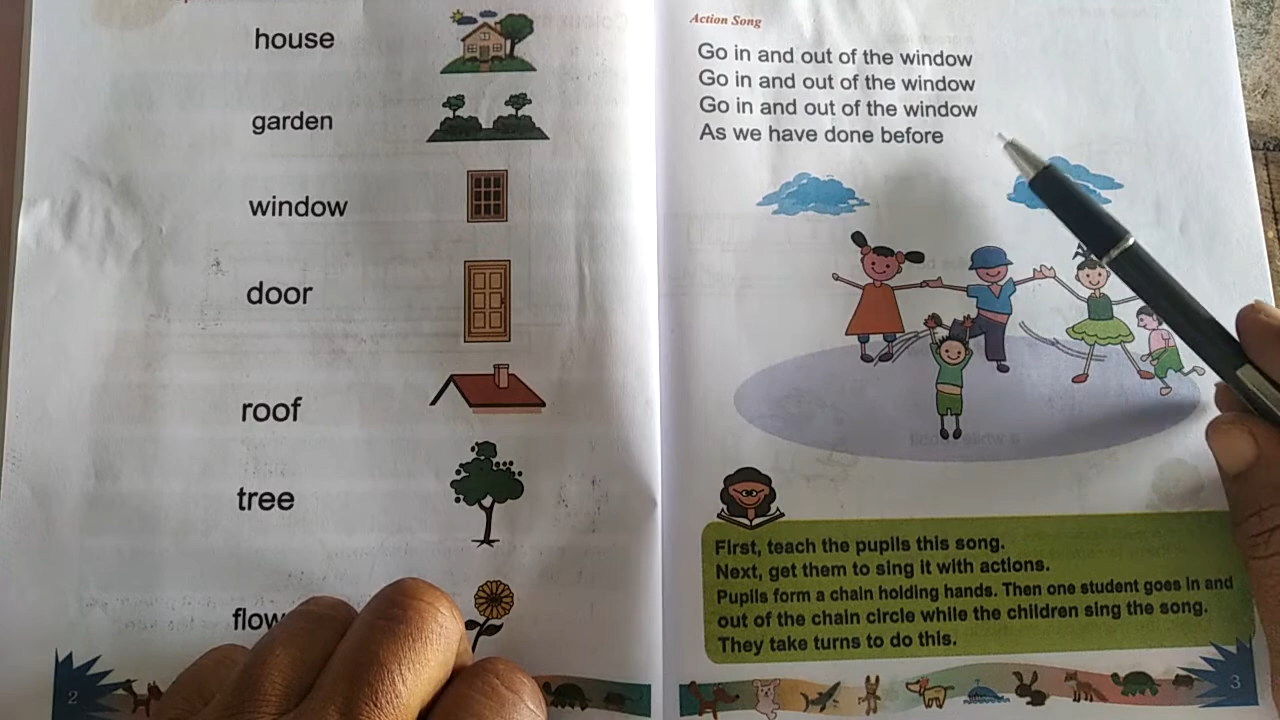 house
garden
window
door
roof
tree
2
Action Song
Go in and out of the window
Go in and out of the window
Go in and out of the window
As we have done before
First, teach the pupils this song.
Next, get them to sing it with actions.
Pupils form a chain holding hands. Then one student goes in and
out of the chain circle while the children sing the song.
They take turns to do this.
3